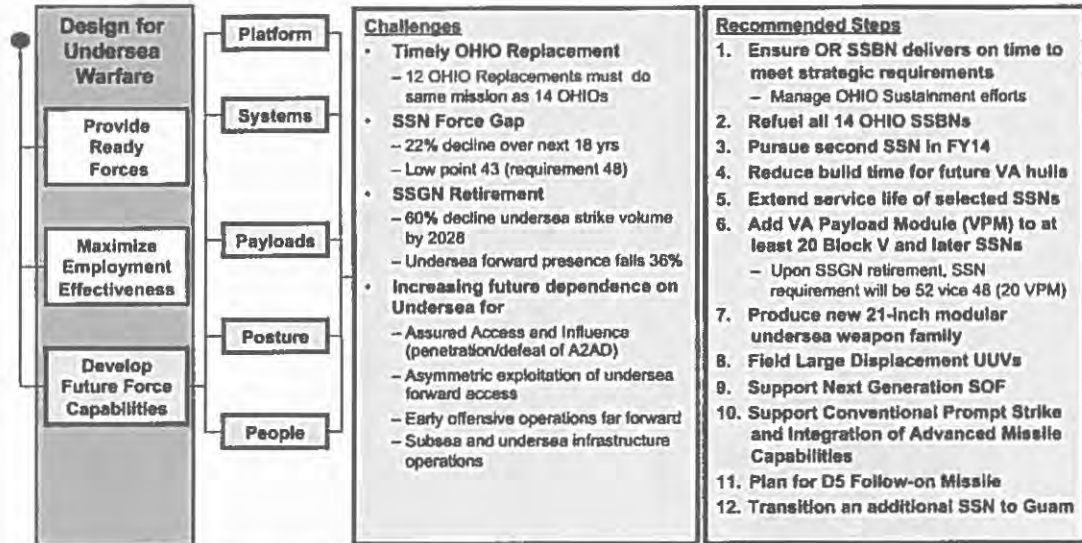 Design for
Undersea
Warfare
Provide
Ready
Forces
Maximize
Employment
Effectiveness
Develop
Future Force
Capabilities
Platform
Systems
Payloads
Posture
People
Challenges
• Timely OHIO Replacement
– 12 OHIO Replacements must do
same mission as 14 OHIOs
• SSN Force Gap
– 22% decline over next 18 yrs
– Low point 43 (requirement 48)
• SSGN Retirement
– 60% decline undersea strike volume
by 2028
– Undersea forward presence falls 36%
• Increasing future dependence on
Undersea for
– Assured Access and Influence
(penetration/defeat of A2AD)
– Asymmetric exploitation of undersea
forward access
– Early offensive operations far forward
– Subsea and undersea infrastructure
operations
Recommended Steps
1. Ensure OR SSBN delivers on time to
meet strategic requirements
– Manage OHIO Sustainment efforts
2. Refuel all 14 OHIO SSBNs
3. Pursue second SSN in FY14
4. Reduce build time for future VA hulls
5. Extend service life of selected SSNs
6. Add VA Payload Module (VPM) to at
least 20 Block V and later SSNs
– Upon SSGN retirement, SSN
requirement will be 52 vice 48 (20 VPM)
7. Produce new 21-inch modular
undersea weapon family
8. Field Large Displacement UUVs
9. Support Next Generation SOF
10. Support Conventional Prompt Strike
and Integration of Advanced Missile
Capabilities
11. Plan for D5 Follow-on Missile
12. Transition an additional SSN to Guam